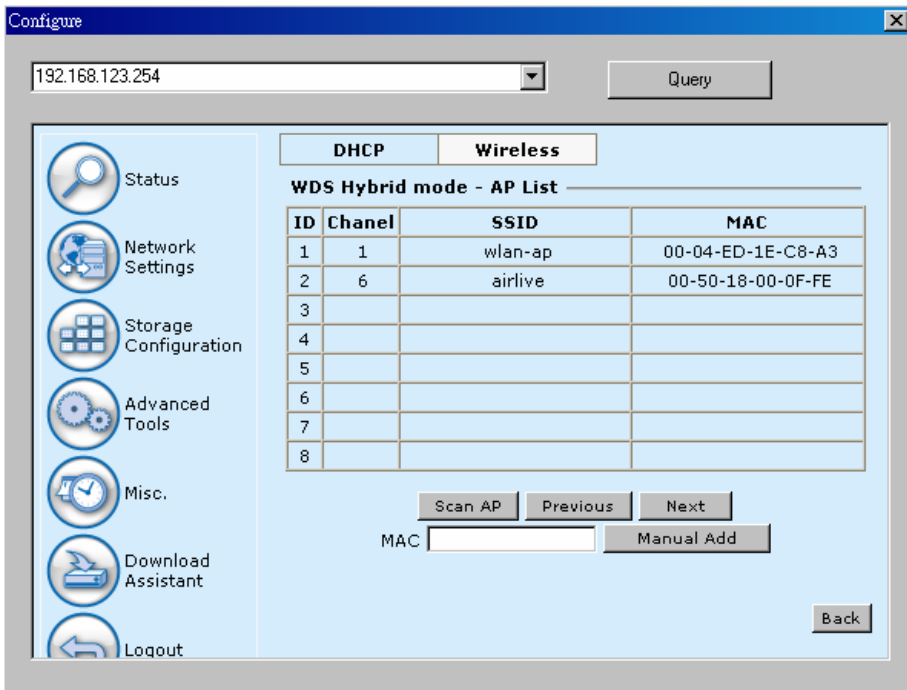 Configure
192.168.123.254
Query
Status
Network
Settings
Storage
Configuration
Advanced
Tools
Misc.
Download
Assistant
Logout
DHCP Wireless
WDS Hybrid mode - AP List
ID Chanel SSID MAC
1 1 wlan-ap 00-04-ED-1E-C8-A3
2 6 airlive 00-50-18-00-0F-FE
3
4
5
6
7
8
Scan AP Previous Next
MAC Manual Add
Back